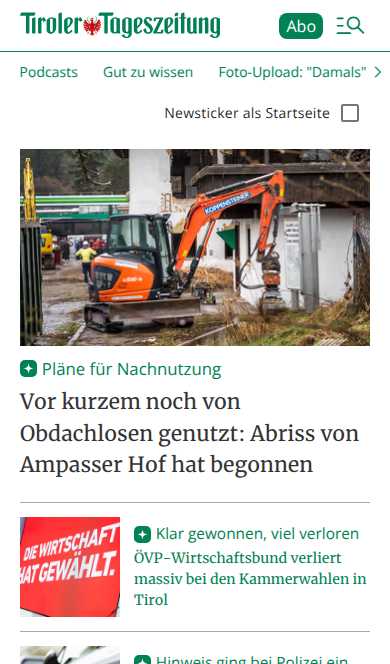 Tiroler Tageszeitung
Abo
Podcasts Gut zu wissen Foto-Upload: "Damals"
Newsticker als Startseite
KOPPENSTEINER
Pläne für Nachnutzung
Vor kurzem noch von
Obdachlosen genutzt: Abriss von
Ampasser Hof hat begonnen
DIE WIRTSCHAFT
HAT GEWÄHLT.
Klar gewonnen, viel verloren
ÖVP-Wirtschaftsbund verliert
massiv bei den Kammerwahlen in
Tirol
Hinweis ging bei Polizei ein